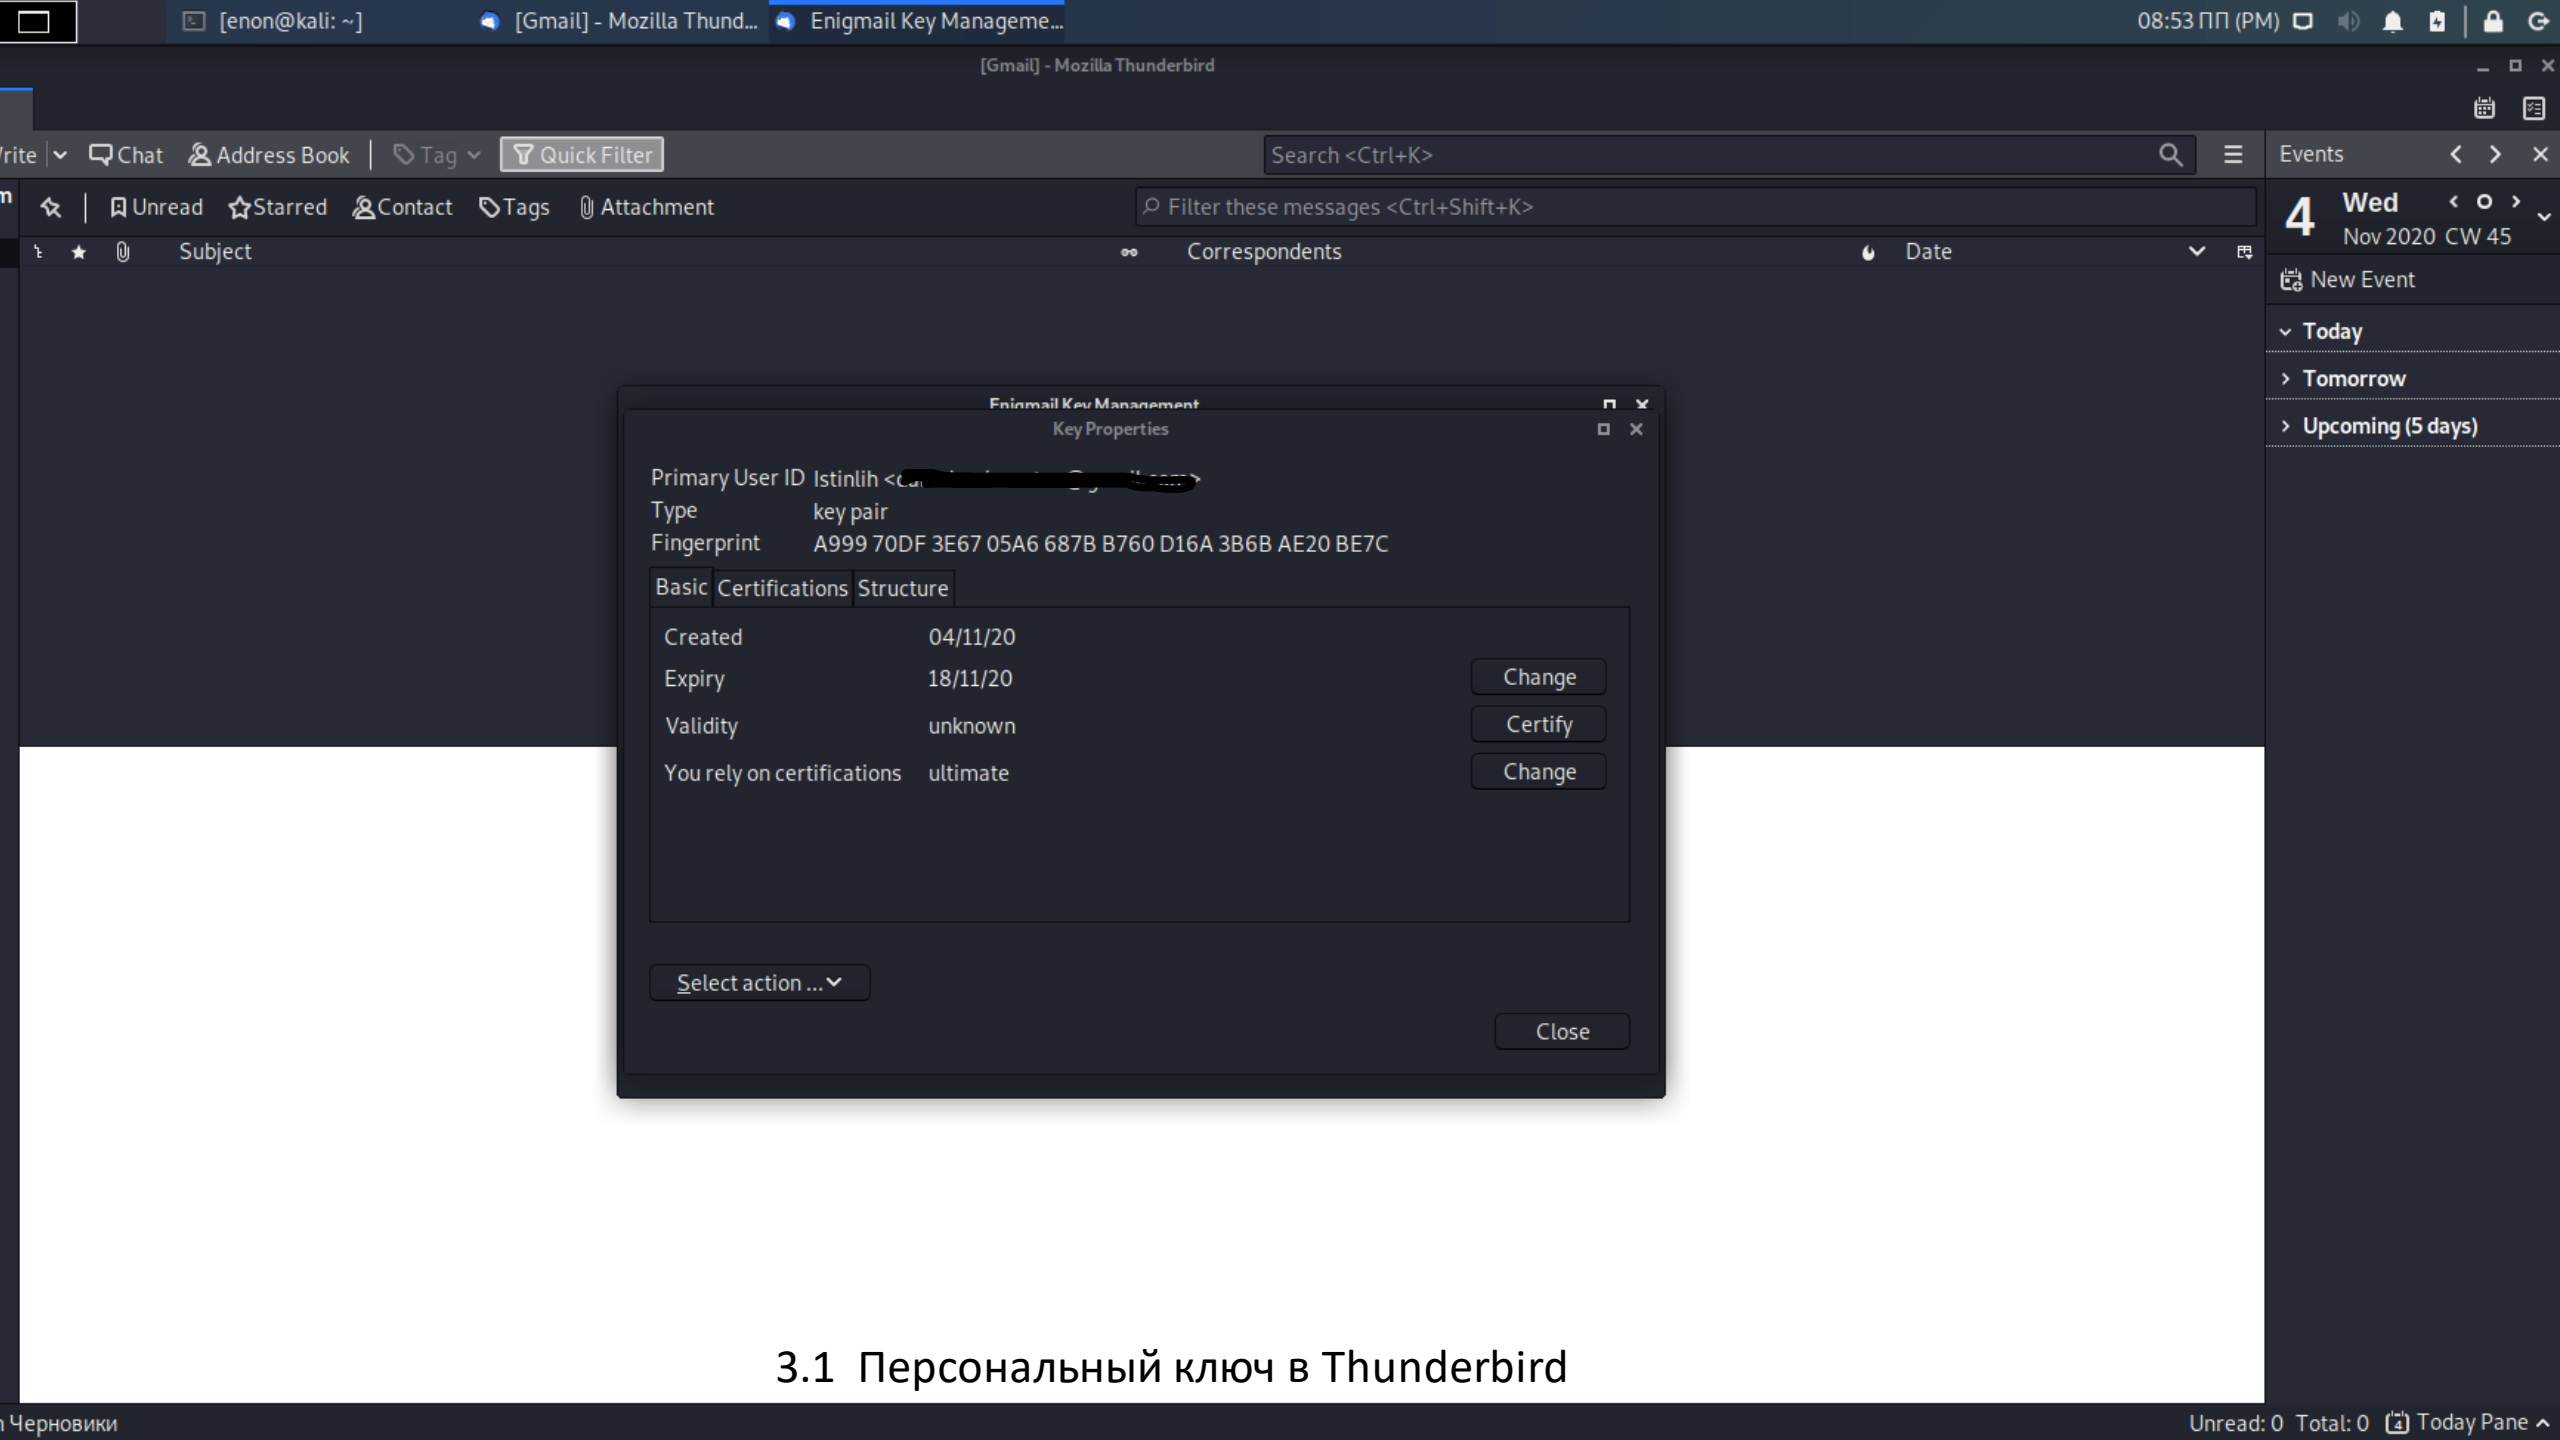 [enon@kali: ~]
[Gmail] - Mozilla Thund...
Enigmail Key Manageme...
08:53 ПП (PM)
[Gmail] - Mozilla Thunderbird
Chat
Address Book
Tag
Quick Filter
Search <Ctrl+K>
Events
Unread
Starred
Contact
Tags
Attachment
Filter these messages <Ctrl+Shift+K>
4
Wed
Nov 2020 CW 45
Subject
Correspondents
Date
New Event
Today
Tomorrow
Upcoming (5 days)
Enigmail Key Management
Key Properties
Primary User ID Istinlih
Type key pair
Fingerprint A999 70DF 3E67 05A6 687B B760 D16A 3B6B AE20 BE7C
Basic Certifications Structure
Created 04/11/20
Expiry 18/11/20 Change
Validity unknown Certify
You rely on certifications ultimate Change
Select action ...
Close
3.1 Персональный ключ в Thunderbird
Черновики
Unread: 0 Total: 0 4 Today Pane